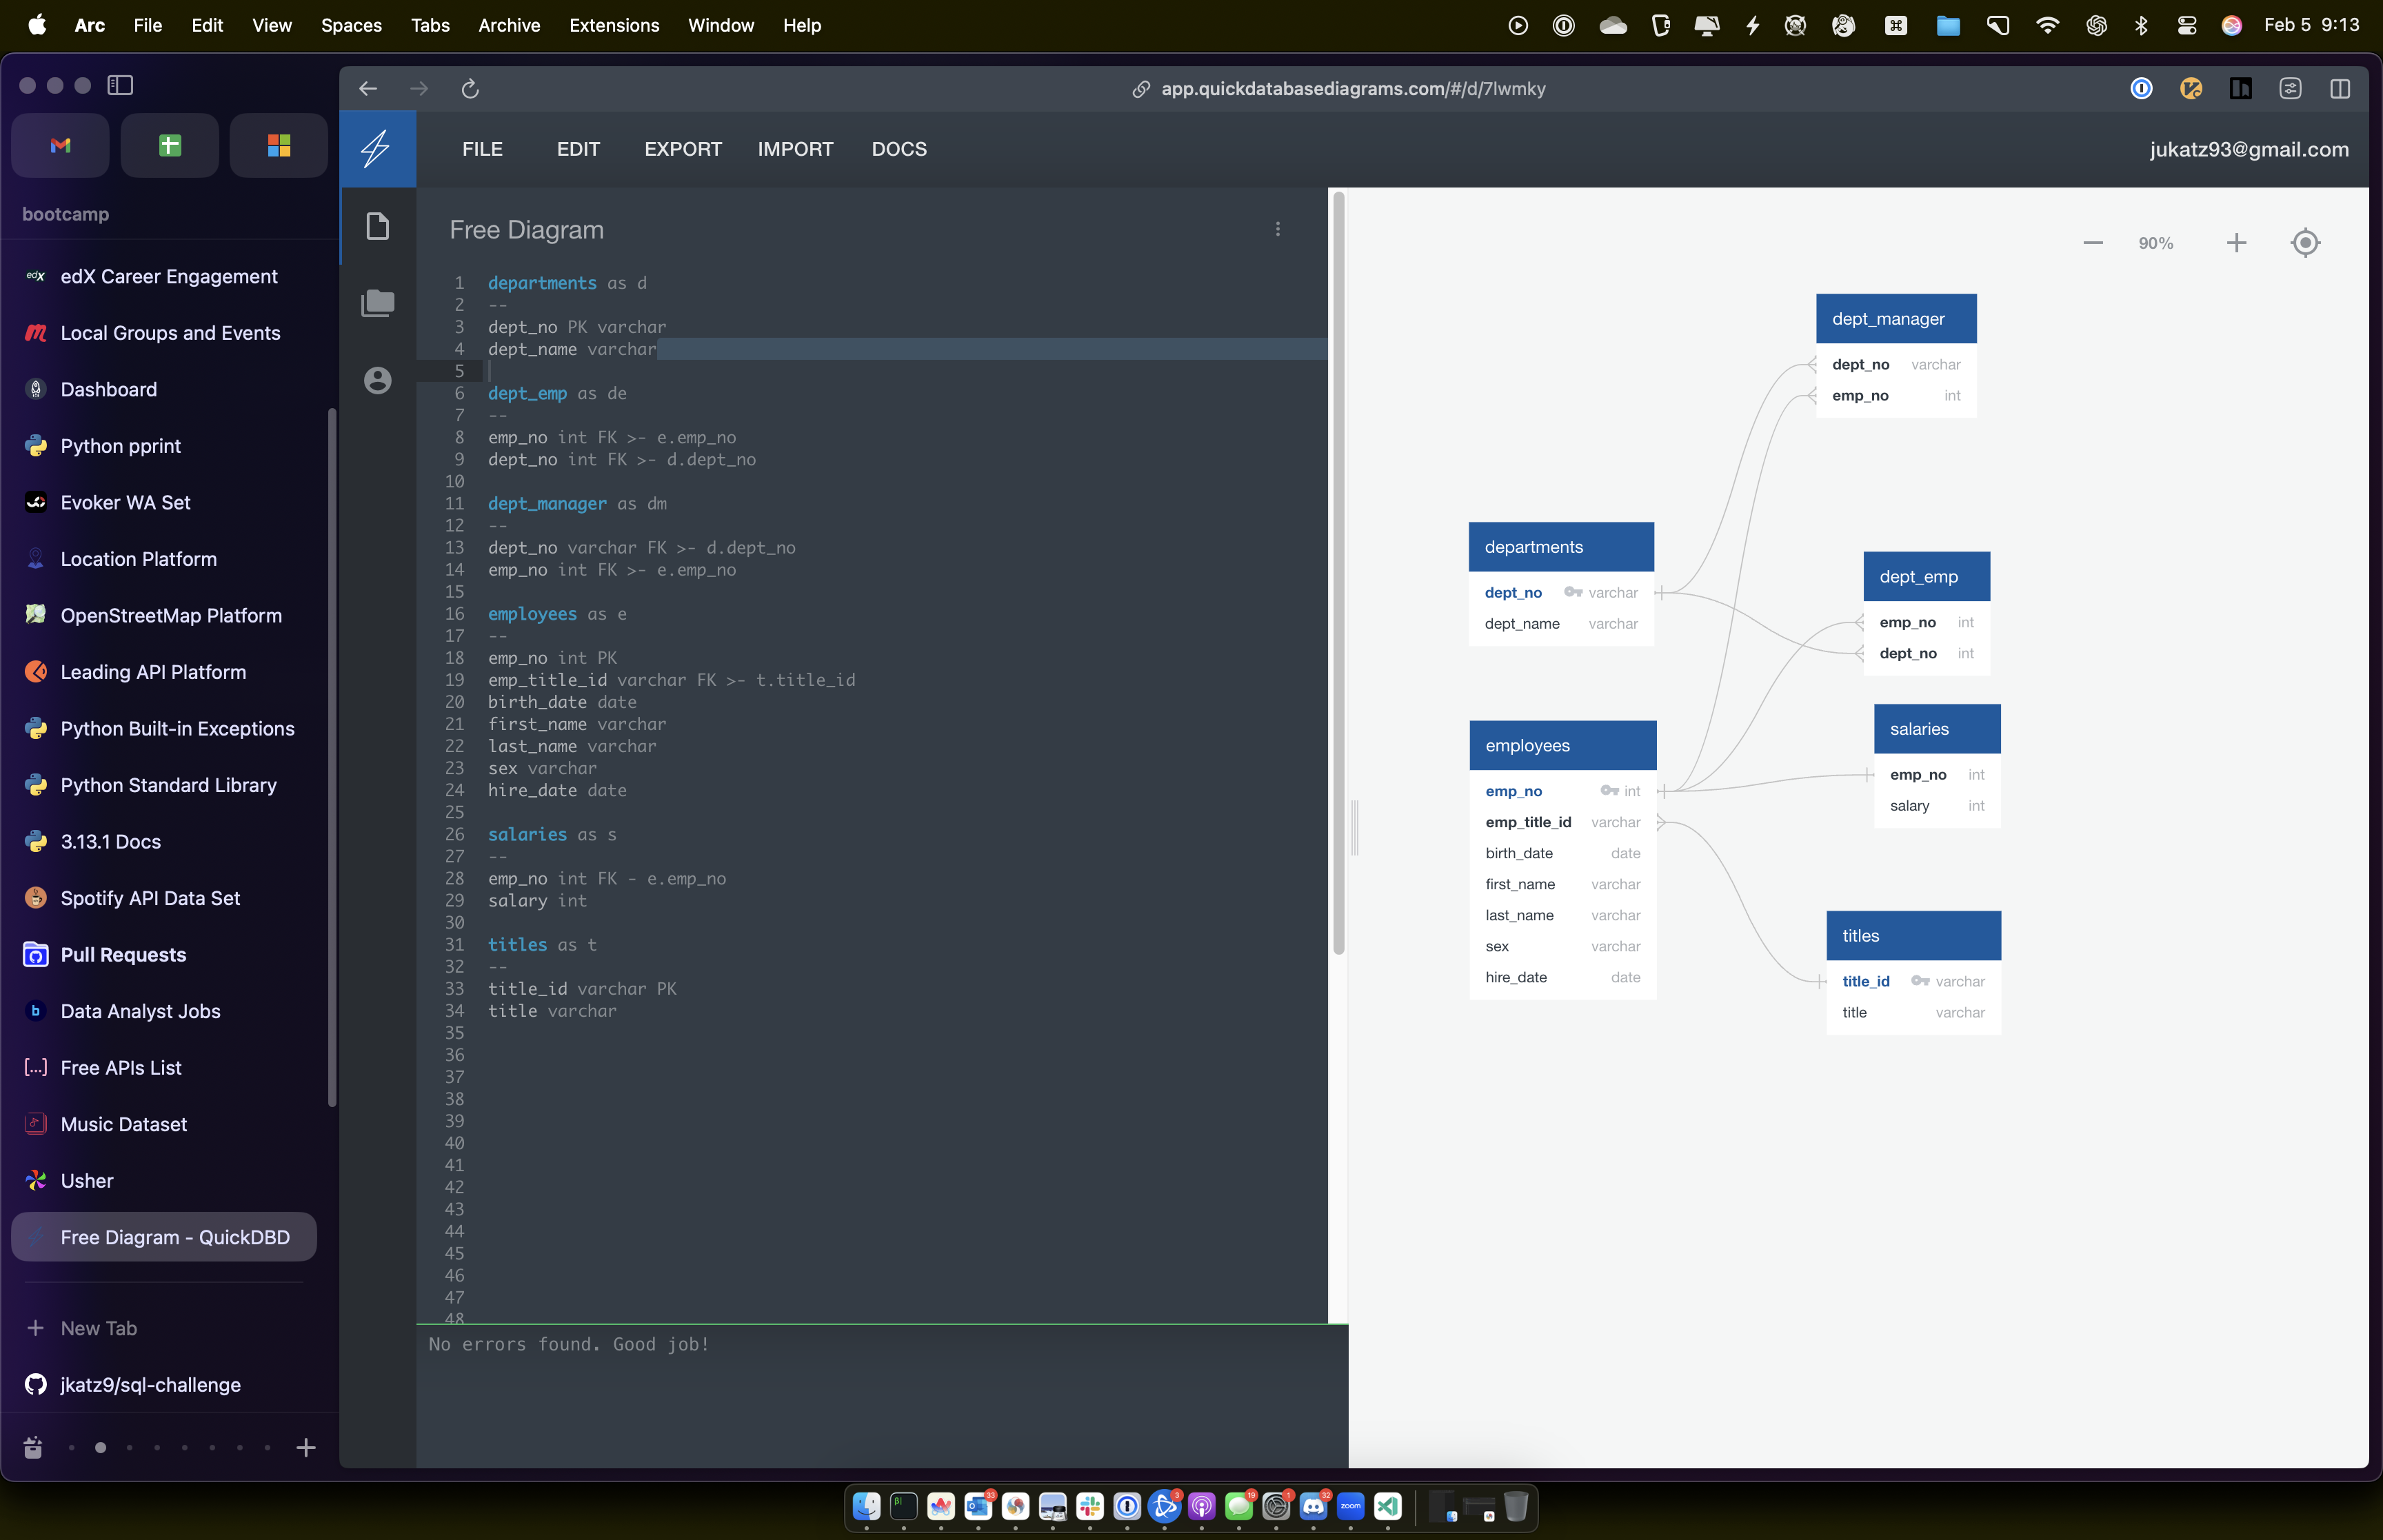 Arc File Edit View Spaces Tabs Archive Extensions Window Help
Feb 5 9:13
bootcamp
edX Career Engagement
Local Groups and Events
Dashboard
Python pprint
Evoker WA Set
Location Platform
OpenStreetMap Platform
Leading API Platform
Python Built-in Exceptions
Python Standard Library
3.13.1 Docs
Spotify API Data Set
Pull Requests
Data Analyst Jobs
Free APIs List
Music Dataset
Usher
Free Diagram - QuickDBD
New Tab
jkatz9/sql-challenge
app.quickdatabasediagrams.com/#/d/7lwmky
FILE EDIT EXPORT IMPORT DOCS
jukatz93@gmail.com
Free Diagram
1 departments as d
2 --
3 dept_no PK varchar
4 dept_name varchar
5
6 dept_emp as de
7 --
8 emp_no int FK >- e.emp_no
9 dept_no int FK >- d.dept_no
10
11 dept_manager as dm
12 --
13 dept_no varchar FK >- d.dept_no
14 emp_no int FK >- e.emp_no
15
16 employees as e
17 --
18 emp_no int PK
19 emp_title_id varchar FK >- t.title_id
20 birth_date date
21 first_name varchar
22 last_name varchar
23 sex varchar
24 hire_date date
25
26 salaries as s
27 --
28 emp_no int FK - e.emp_no
29 salary int
30
31 titles as t
32 --
33 title_id varchar PK
34 title varchar
35
36
37
38
39
40
41
42
43
44
45
46
47
48
No errors found. Good job!
90%
dept_manager
dept_no varchar
emp_no int
departments
dept_no varchar
dept_name varchar
dept_emp
emp_no int
dept_no int
employees
emp_no int
emp_title_id varchar
birth_date date
first_name varchar
last_name varchar
sex varchar
hire_date date
salaries
emp_no int
salary int
titles
title_id varchar
title varchar
33 3 19 1 32
zoom